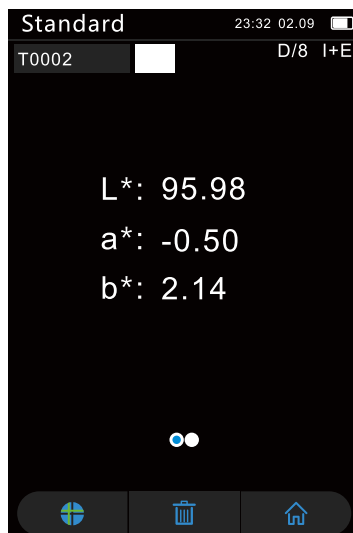 Standard 23:32 02.09
T0002 D/8 I+E
L*: 95.98
a*: -0.50
b*: 2.14